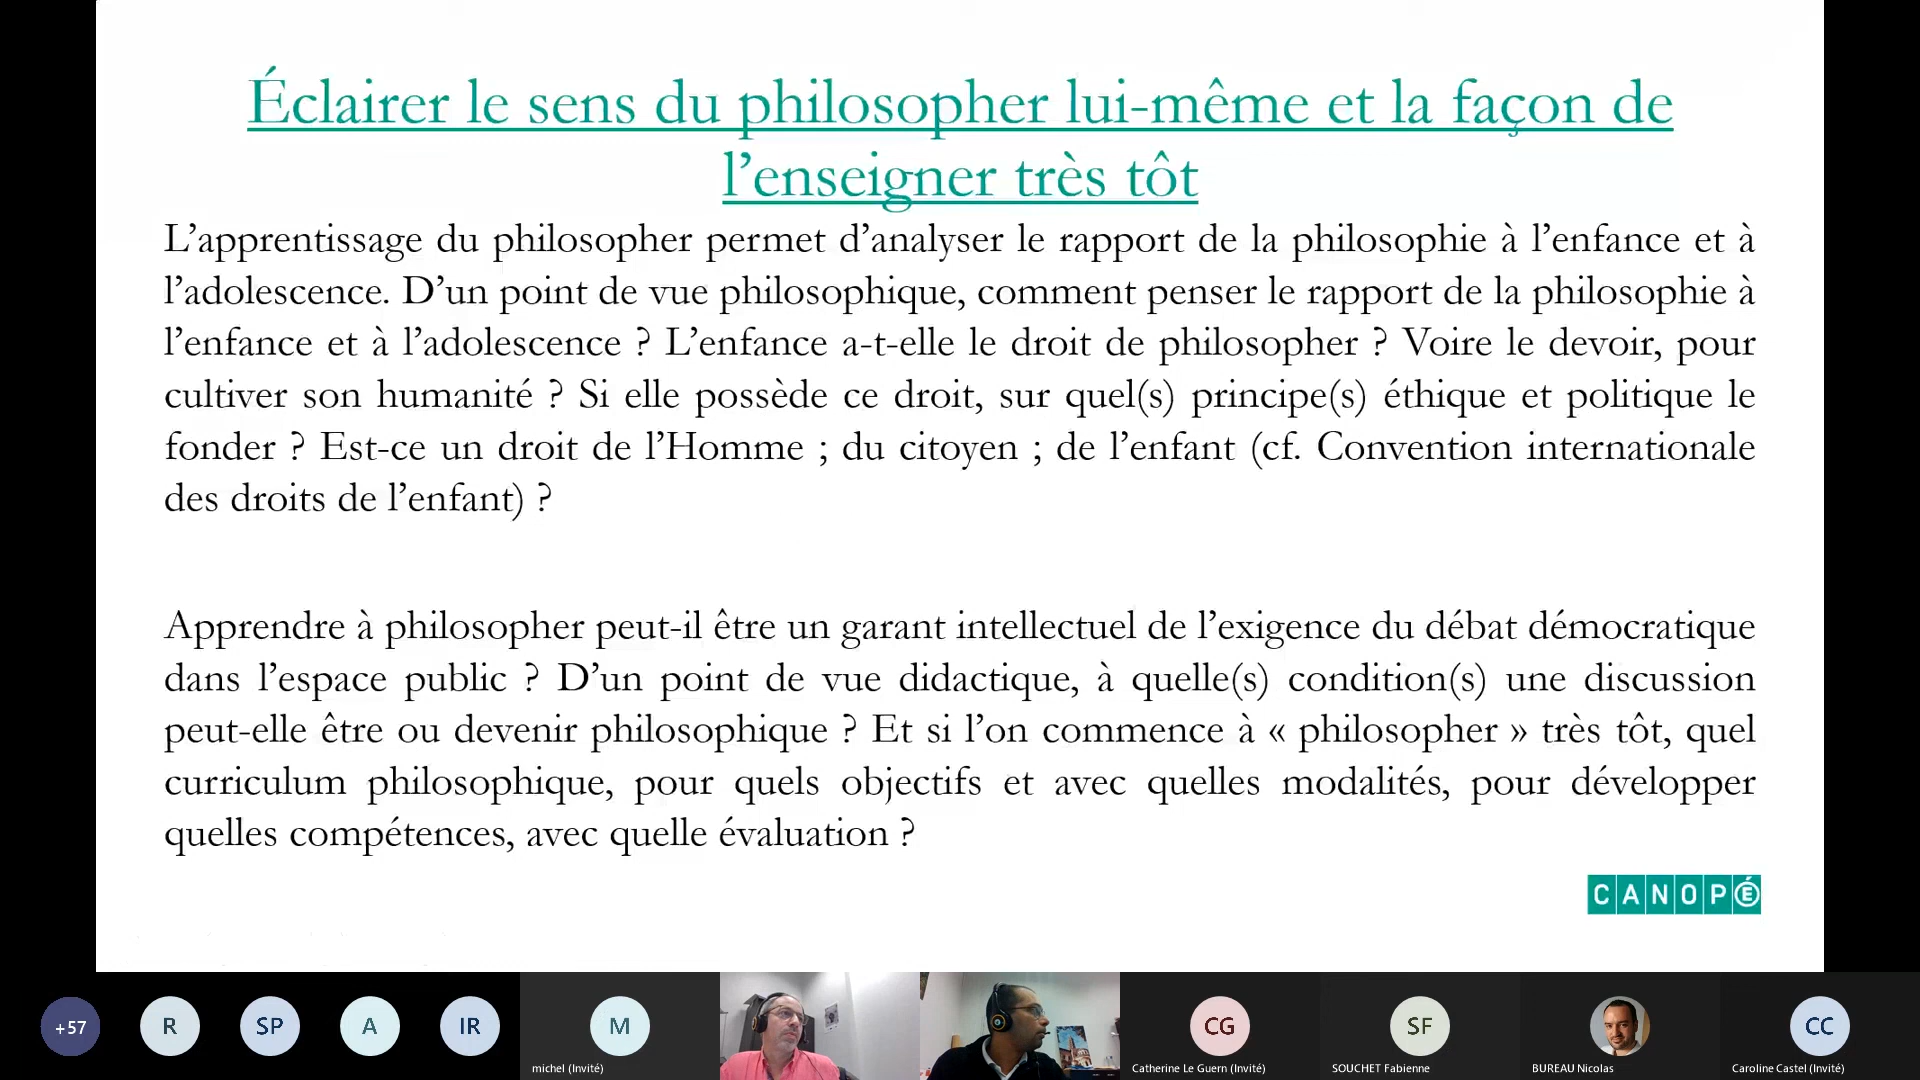 Éclairer le sens du philosopher lui-même et la façon de
l’enseigner très tôt
L’apprentissage du philosopher permet d’analyser le rapport de la philosophie à l’enfance et à
l’adolescence. D’un point de vue philosophique, comment penser le rapport de la philosophie à
l’enfance et à l’adolescence ? L’enfance a-t-elle le droit de philosopher ? Voire le devoir, pour
cultiver son humanité ? Si elle possède ce droit, sur quel(s) principe(s) éthique et politique le
fonder ? Est-ce un droit de l’Homme ; du citoyen ; de l’enfant (cf. Convention internationale
des droits de l’enfant) ?
Apprendre à philosopher peut-il être un garant intellectuel de l’exigence du débat démocratique
dans l’espace public ? D’un point de vue didactique, à quelle(s) condition(s) une discussion
peut-elle être ou devenir philosophique ? Et si l’on commence à « philosopher » très tôt, quel
curriculum philosophique, pour quels objectifs et avec quelles modalités, pour développer
quelles compétences, avec quelle évaluation ?
CANOPÉ
+57 R SP A IR M CG SF CC
michel (Invité) Catherine Le Guern (Invité) SOUCHET Fabienne BUREAU Nicolas Caroline Castel (Invité)